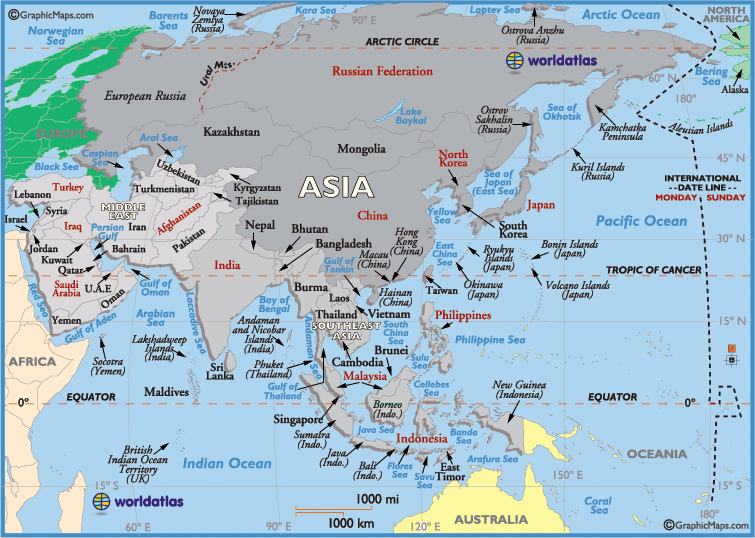 ©GraphicMaps.com
Novaya
Zemlya
(Russia)
Barents
Sea
Kara Sea
90°E
Laptev Sea
Ostrova Anzhu
(Russia)
Arctic Ocean
NORTH
AMERICA
Norwegian
Sea
ARCTIC CIRCLE
worldatlas
Ural Mts.
Russian Federation
60°N
Bering
Sea
Alaska
180°
European Russia
Lake
Baykal
Ostrov
Sakhalin
(Russia)
Sea of
Okhotsk
Kamchatka
Peninsula
Aleutian Islands
EUROPE
Kazakhstan
Aral Sea
Mongolia
Caspian
Sea
Black Sea
Uzbekistan
North
Korea
Sea of
Japan
(East Sea)
Kuril Islands
(Russia)
45°N
Turkey
Lebanon
Turkmenistan
Kyrgyzstan
Tajikistan
ASIA
INTERNATIONAL
DATE LINE
MONDAY
SUNDAY
Syria
MIDDLE
EAST
Afghanistan
China
Yellow
Sea
Japan
Israel
Iraq
Iran
Persian
Gulf
Pakistan
Nepal
Bhutan
Hong
Kong
(China)
Macau
(China)
South
Korea
Pacific Ocean
Jordan
Kuwait
Qatar
Bahrain
Bangladesh
Gulf of
Tonkin
East
China
Sea
Ryukyu
Islands
(Japan)
Bonin Islands
(Japan)
30°N
India
TROPIC OF CANCER
Saudi
Arabia
U.A.E
Gulf of
Oman
Oman
Burma
Laos
Hainan
(China)
Taiwan
Okinawa
(Japan)
Volcano Islands
(Japan)
Red Sea
Yemen
Gulf of Aden
Arabian
Sea
Laccadive Sea
Bay of
Bengal
Andaman
and Nicobar
Islands
(India)
Andaman Sea
Thailand
Vietnam
SOUTHEAST
ASIA
South
China
Sea
Philippines
15°N
Lakshadweep
Islands
(India)
Philippine Sea
AFRICA
Socotra
(Yemen)
Sri
Lanka
Phuket
(Thailand)
Cambodia
Brunei
Sulu
Sea
N
Maldives
Gulf of
Thailand
Malaysia
Cellebes
Sea
New Guinea
(Indonesia)
0°
EQUATOR
Singapore
Borneo
(Indo.)
EQUATOR
0°
Sumatra
(Indo.)
Java Sea
Indonesia
Banda
Sea
British
Indian Ocean
Territory
(UK)
Indian Ocean
Java
(Indo.)
Bali
(Indo.)
Flores
Sea
Savu
Sea
East
Timor
Arafura Sea
OCEANIA
15°S
150°E
15°S
worldatlas
1000 mi
1000 km
60°E
90°E
120°E
AUSTRALIA
Coral
Sea
180°
©GraphicMaps.com